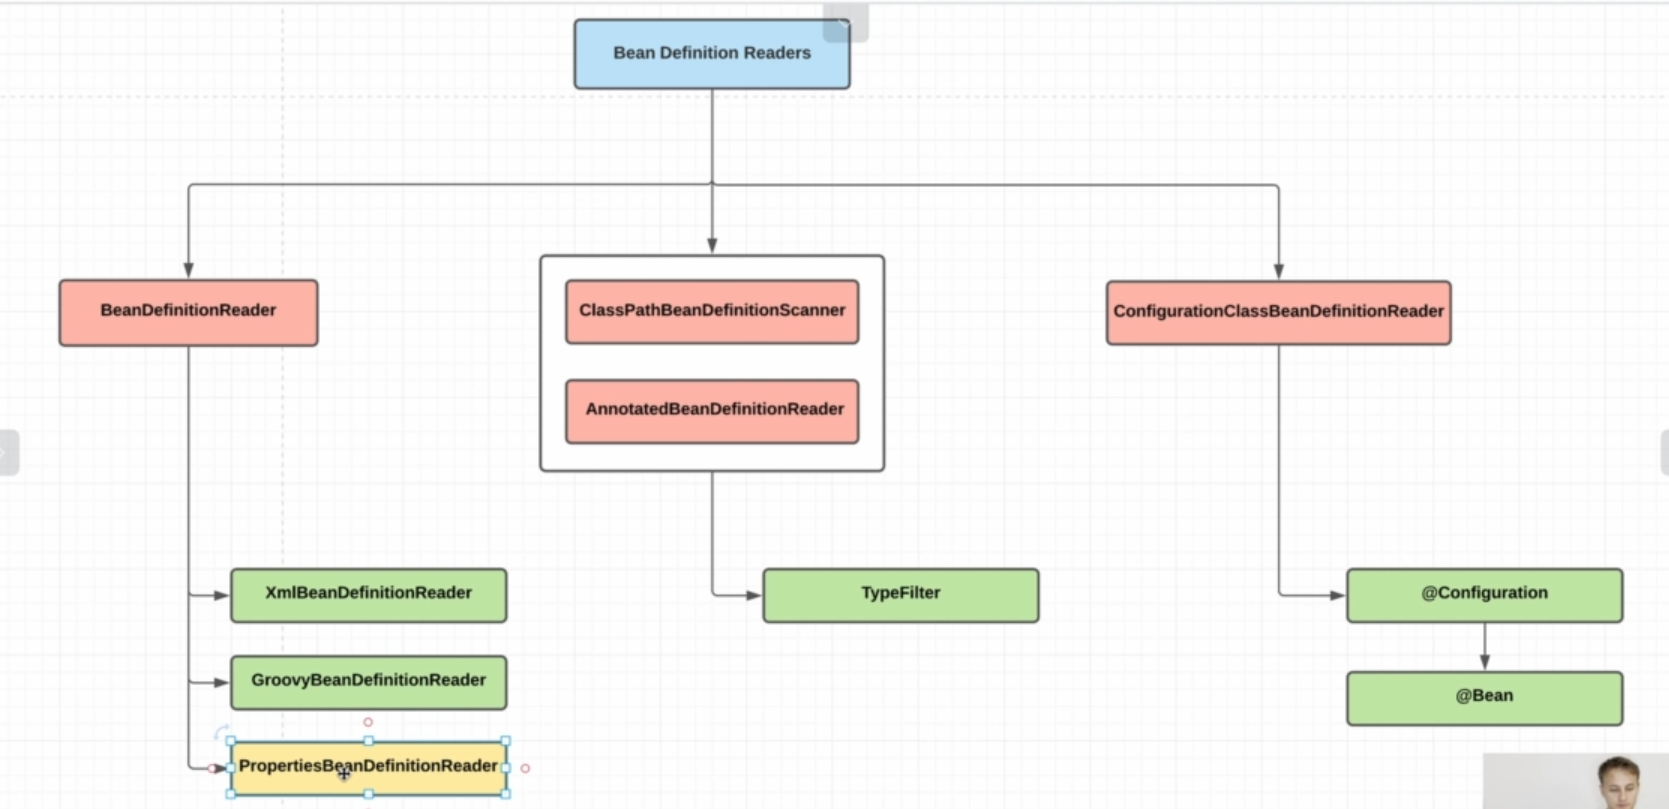 Bean Definition Readers
BeanDefinitionReader
ClassPathBeanDefinitionScanner
ConfigurationClassBeanDefinitionReader
AnnotatedBeanDefinitionReader
XmlBeanDefinitionReader
TypeFilter
@Configuration
GroovyBeanDefinitionReader
@Bean
PropertiesBeanDefinitionReader